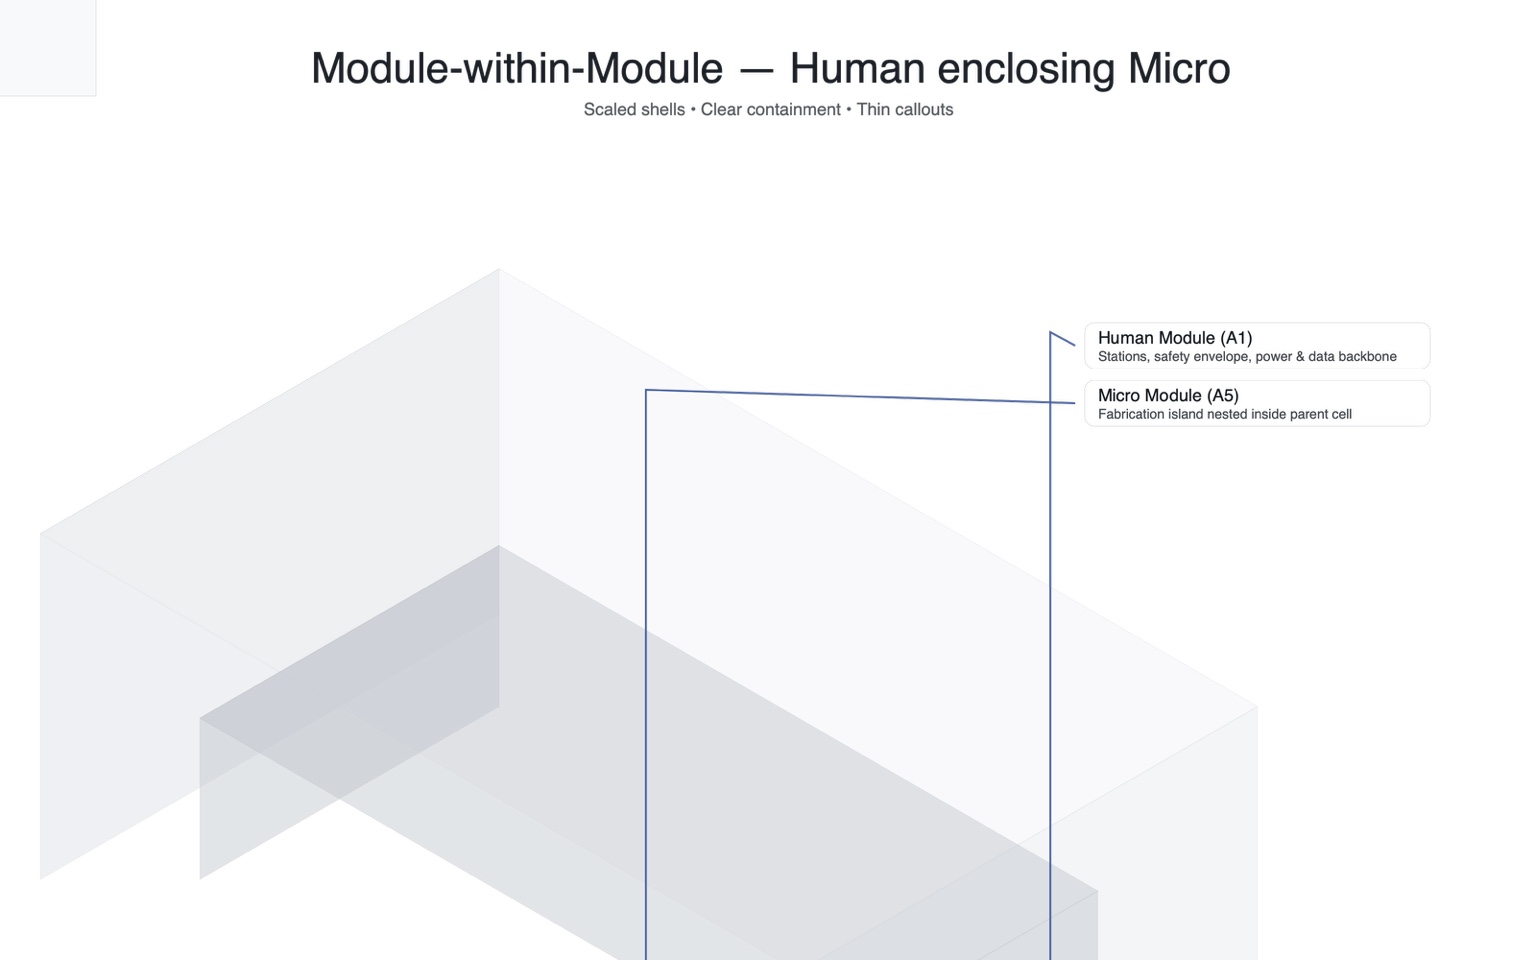 Module-within-Module — Human enclosing Micro
Scaled shells • Clear containment • Thin callouts
Human Module (A1)
Stations, safety envelope, power & data backbone
Micro Module (A5)
Fabrication island nested inside parent cell